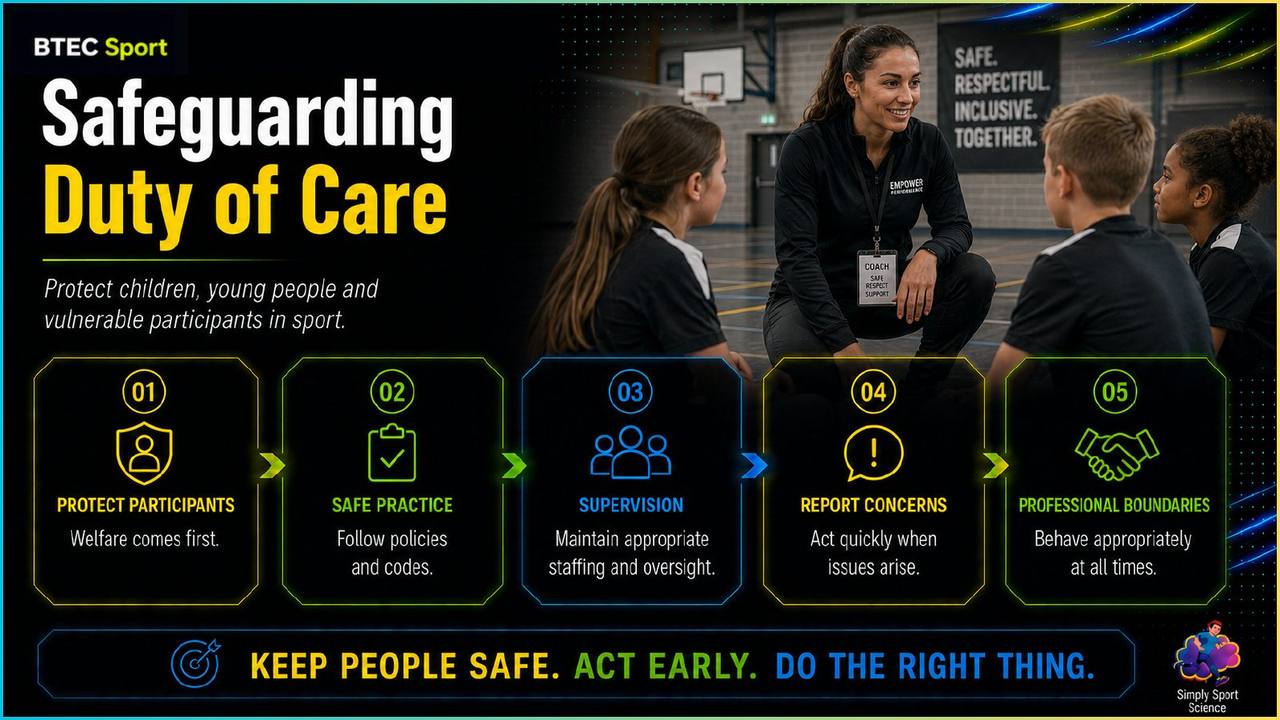 BTEC Sport
Safeguarding
Duty of Care
Protect children, young people and
vulnerable participants in sport.
SAFE.
RESPECTFUL.
INCLUSIVE.
TOGETHER.
EMPOWER
COACH
SAFE
RESPECT
SUPPORT
01
PROTECT PARTICIPANTS
Welfare comes first.
02
SAFE PRACTICE
Follow policies
and codes.
03
SUPERVISION
Maintain appropriate
staffing and oversight.
04
REPORT CONCERNS
Act quickly when
issues arise.
05
PROFESSIONAL BOUNDARIES
Behave appropriately
at all times.
KEEP PEOPLE SAFE. ACT EARLY. DO THE RIGHT THING.
Simply Sport
Science